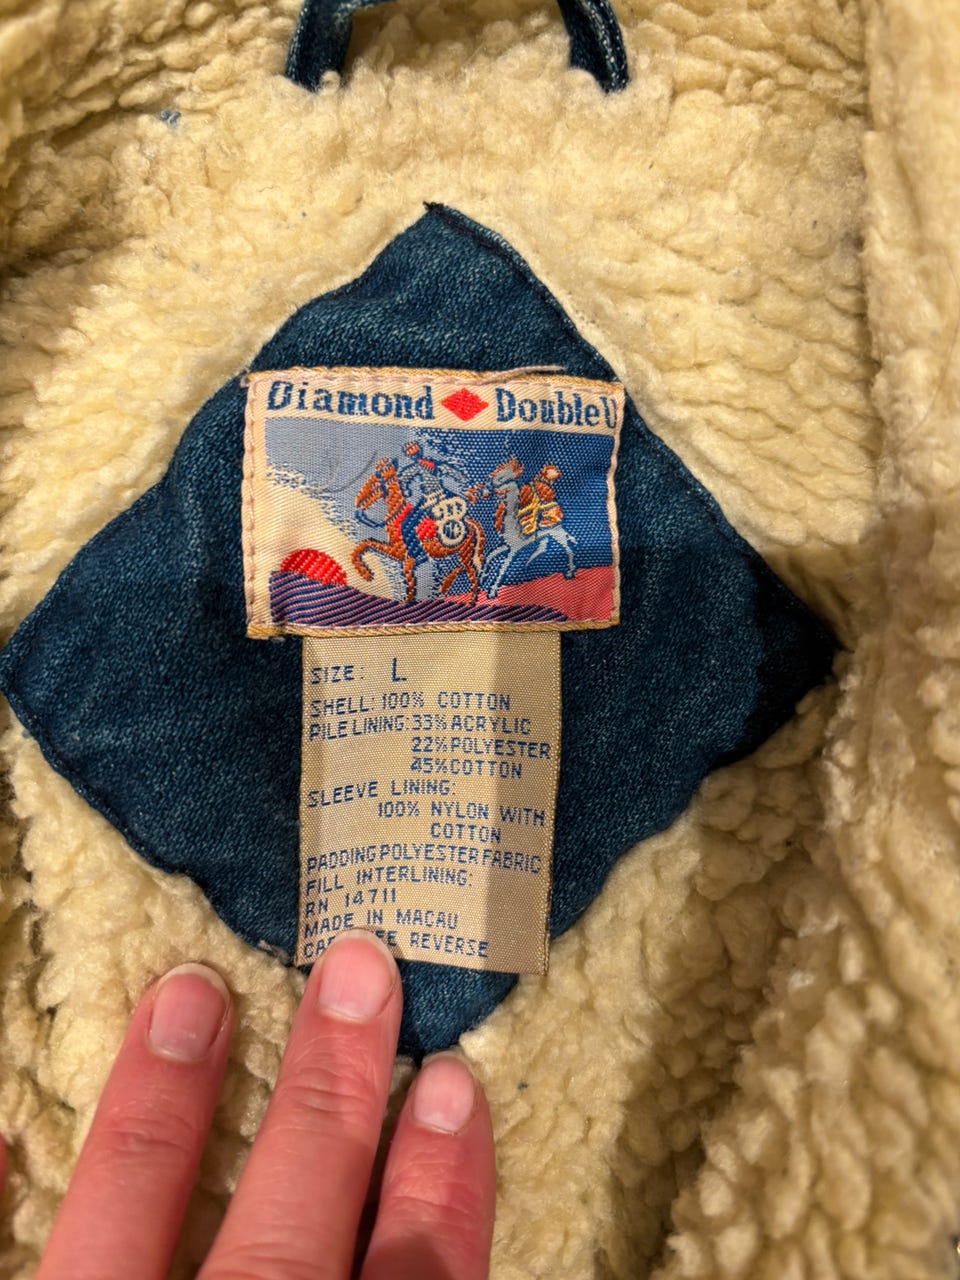 Diamond Double U
SIZE: L
SHELL: 100% COTTON
PILE LINING: 33% ACRYLIC
22% POLYESTER
45% COTTON
SLEEVE LINING:
100% NYLON WITH
COTTON
PADDING POLYESTER FABRIC
FILL INTERLINING:
RN 14711
MADE IN MACAU
REVERSE